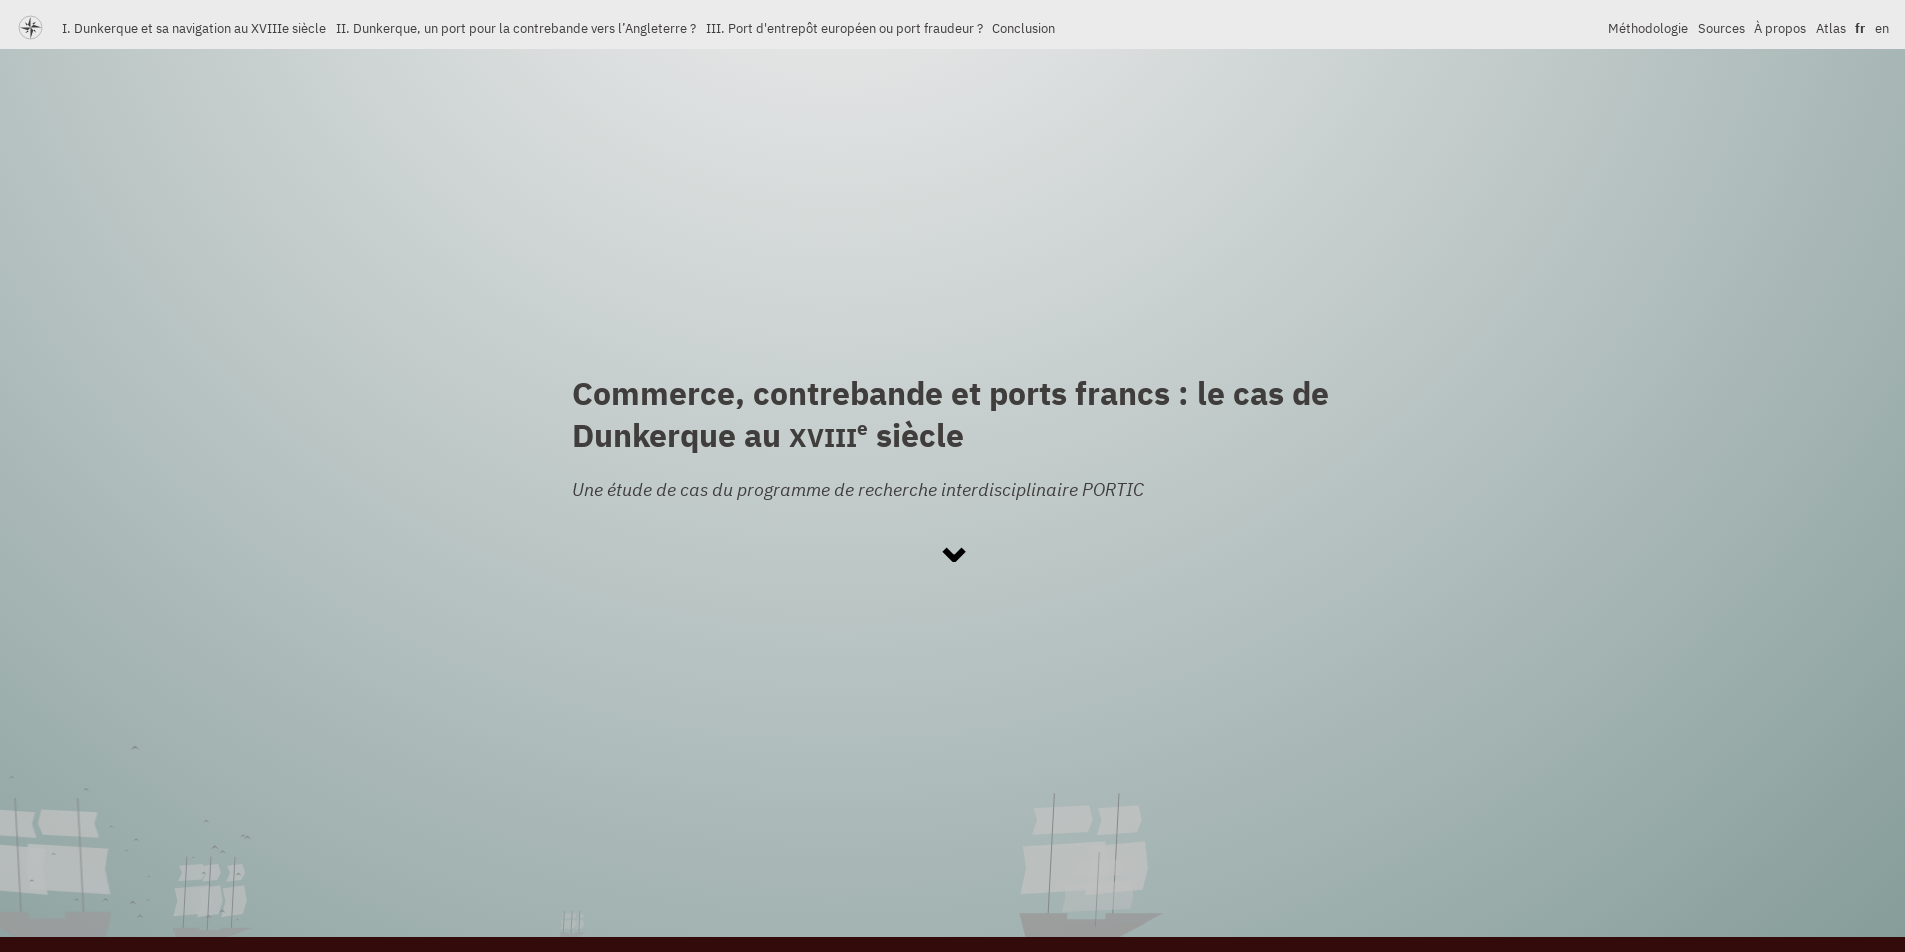 I. Dunkerque et sa navigation au XVIIIe siècle II. Dunkerque, un port pour la contrebande vers l’Angleterre ? III. Port d'entrepôt européen ou port fraudeur ? Conclusion Méthodologie Sources À propos Atlas fr en
Commerce, contrebande et ports francs : le cas de
Dunkerque au XVIIIe siècle
Une étude de cas du programme de recherche interdisciplinaire PORTIC